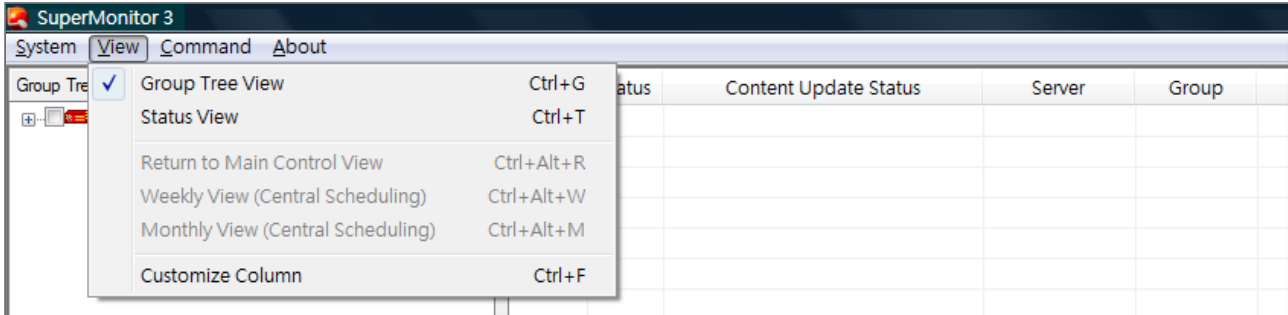 SuperMonitor 3
System View Command About
Group Tre
atus Content Update Status Server Group
Group Tree View Ctrl+G
Status View Ctrl+T
Return to Main Control View Ctrl+Alt+R
Weekly View (Central Scheduling) Ctrl+Alt+W
Monthly View (Central Scheduling) Ctrl+Alt+M
Customize Column Ctrl+F